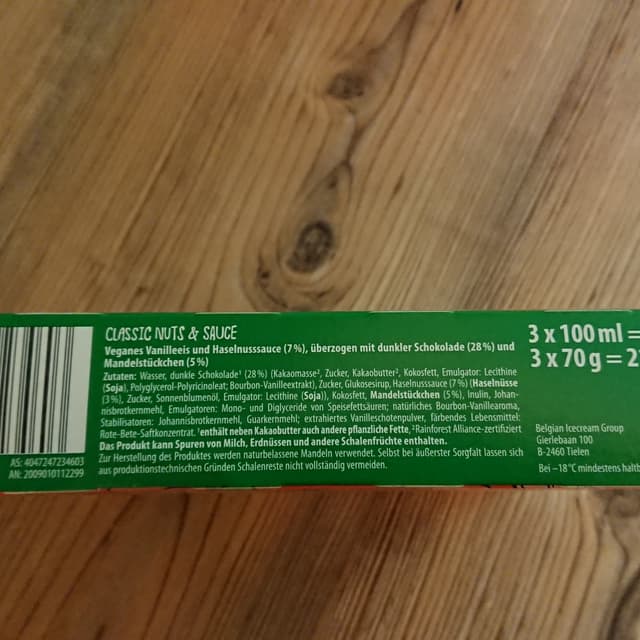 CLASSIC NUTS & SAUCE
Veganes Vanilleeis und Haselnusssauce (7%), überzogen mit dunkler Schokolade (28%) und
Mandelstückchen (5%)
Zutaten: Wasser, dunkle Schokolade¹ (28%) (Kakaomasse², Zucker, Kakaobutter², Kokosfett, Emulgator: Lecithine
(Soja), Polyglycerol-Polyricinoleat; Bourbon-Vanilleextrakt), Zucker, Glukosesirup, Haselnusssauce (7%) (Haselnüsse
(3%), Zucker, Sonnenblumenöl, Emulgator: Lecithine (Soja)), Kokosfett, Mandelstückchen (5%), Inulin, Johan-
nisbrotkernmehl, Emulgatoren: Mono- und Diglyceride von Speisefettsäuren; natürliches Bourbon-Vanillearoma,
Stabilisatoren: Johannisbrotkernmehl, Guarkernmehl; extrahiertes Vanilleschotenpulver, färbendes Lebensmittel:
Rote-Bete-Saftkonzentrat. ¹enthält neben Kakaobutter auch andere pflanzliche Fette, ²Rainforest Alliance-zertifiziert
Das Produkt kann Spuren von Milch, Erdnüssen und andere Schalenfrüchte enthalten.
Zur Herstellung des Produktes werden naturbelassene Mandeln verwendet. Selbst bei äußerster Sorgfalt lassen sich
aus produktionstechnischen Gründen Schalenreste nicht vollständig vermeiden.
AS: 4047247234603
AN: 2009010112299
3 x 100 ml =
3 x 70 g = 2
Belgian Icecream Group
Gierlebaan 100
B-2460 Tielen
Bei –18°C mindestens haltb